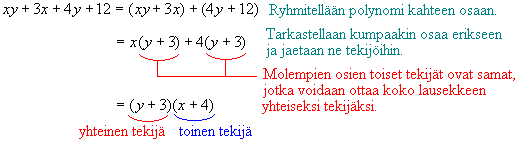 xy + 3x + 4y + 12 = (xy + 3x) + (4y + 12)
Ryhmitellään polynomi kahteen osaan.
= x(y + 3) + 4(y + 3)
Tarkastellaan kumpaakin osaa erikseen
ja jaetaan ne tekijöihin.
Molempien osien toiset tekijät ovat samat,
jotka voidaan ottaa koko lausekkeen
yhteiseksi tekijäksi.
= (y + 3)(x + 4)
yhteinen tekijä toinen tekijä